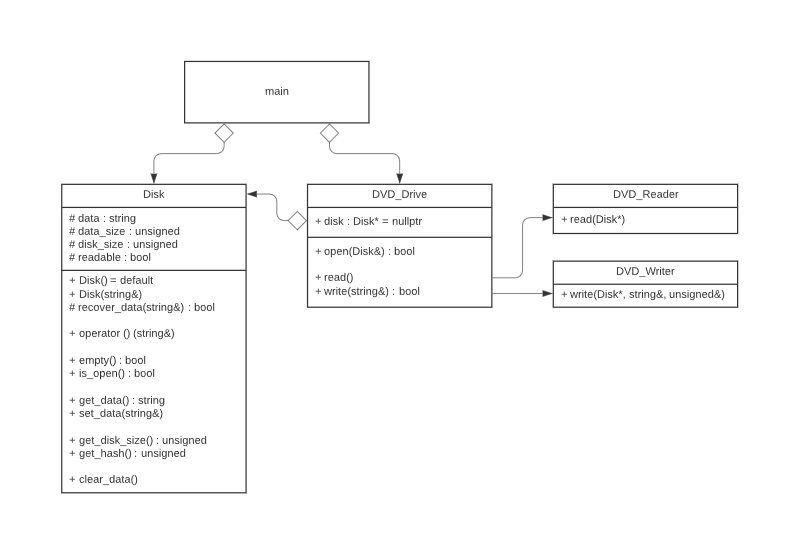 main
Disk
# data : string
# data_size : unsigned
# disk_size : unsigned
# readable : bool
+ Disk() = default
+ Disk(string&)
# recover_data(string&) : bool
+ operator () (string&)
+ empty() : bool
+ is_open() : bool
+ get_data() : string
+ set_data(string&)
+ get_disk_size() : unsigned
+ get_hash() : unsigned
+ clear_data()
DVD_Drive
+ disk : Disk* = nullptr
+ open(Disk&) : bool
+ read()
+ write(string&) : bool
DVD_Reader
+ read(Disk*)
DVD_Writer
+ write(Disk*, string&, unsigned&)